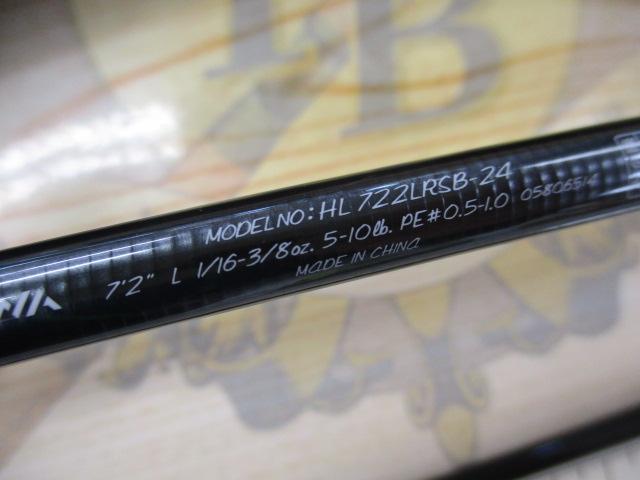 MODEL NO: HL 722LRSB-24
7'2" L 1/16-3/8oz. 5-10lb. PE#0.5-1.0 05806514
MADE IN CHINA
B